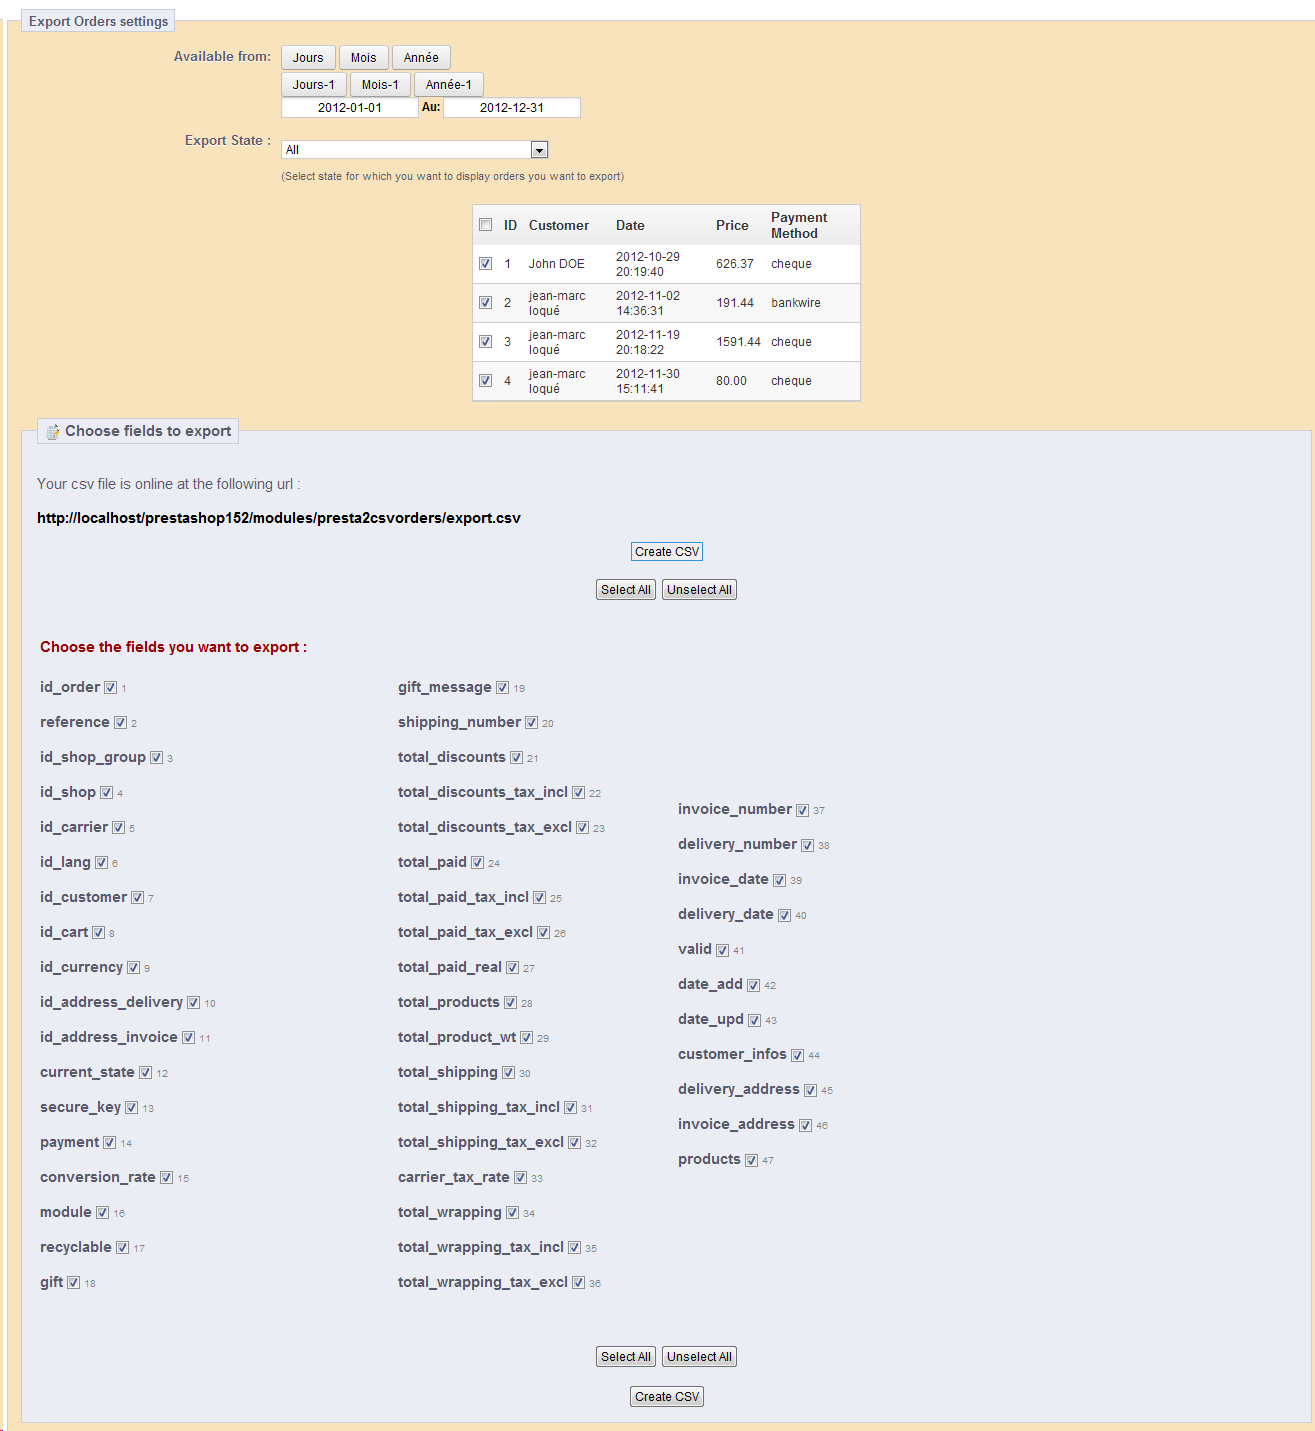 Export Orders settings
Available from:
Jours Mois Année
Jours-1 Mois-1 Année-1
2012-01-01 Au: 2012-12-31
Export State : All
(Select state for which you want to display orders you want to export)
ID Customer Date Price Payment Method
1 John DOE 2012-10-29 20:19:40 626.37 cheque
2 jean-marc loqué 2012-11-02 14:36:31 191.44 bankwire
3 jean-marc loqué 2012-11-19 20:18:22 1591.44 cheque
4 jean-marc loqué 2012-11-30 15:11:41 80.00 cheque
Choose fields to export
Your csv file is online at the following url :
http://localhost/prestashop152/modules/presta2csvorders/export.csv
Create CSV
Select All Unselect All
Choose the fields you want to export :
id_order 1
reference 2
id_shop_group 3
id_shop 4
id_carrier 5
id_lang 6
id_customer 7
id_cart 8
id_currency 9
id_address_delivery 10
id_address_invoice 11
current_state 12
secure_key 13
payment 14
conversion_rate 15
module 16
recyclable 17
gift 18
gift_message 19
shipping_number 20
total_discounts 21
total_discounts_tax_incl 22
total_discounts_tax_excl 23
total_paid 24
total_paid_tax_incl 25
total_paid_tax_excl 26
total_paid_real 27
total_products 28
total_product_wt 29
total_shipping 30
total_shipping_tax_incl 31
total_shipping_tax_excl 32
carrier_tax_rate 33
total_wrapping 34
total_wrapping_tax_incl 35
total_wrapping_tax_excl 36
invoice_number 37
delivery_number 38
invoice_date 39
delivery_date 40
valid 41
date_add 42
date_upd 43
customer_infos 44
delivery_address 45
invoice_address 46
products 47
Select All Unselect All
Create CSV